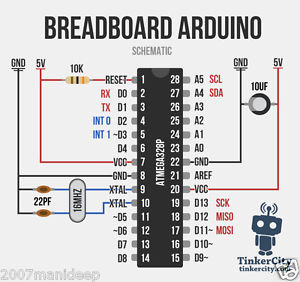 BREADBOARD ARDUINO
SCHEMATIC
GND 5V
GND 5V
10K
RESET 1 28 A5 SCL
RX D0 2 27 A4 SDA
TX D1 3 26 A3
INT 0 D2 4 25 A2
INT 1 ~D3 5 24 A1
D4 6 23 A0
VCC 7 22 GND
GND 8 21 AREF
XTAL 9 20 VCC
XTAL 10 19 D13 SCK
~D5 11 18 D12 MISO
~D6 12 17 D11~ MOSI
D7 13 16 D10~
D8 14 15 D9~
ATMEGA328P
10UF
22PF
16MHZ
TinkerCity
tinkercity.com
2007manideep